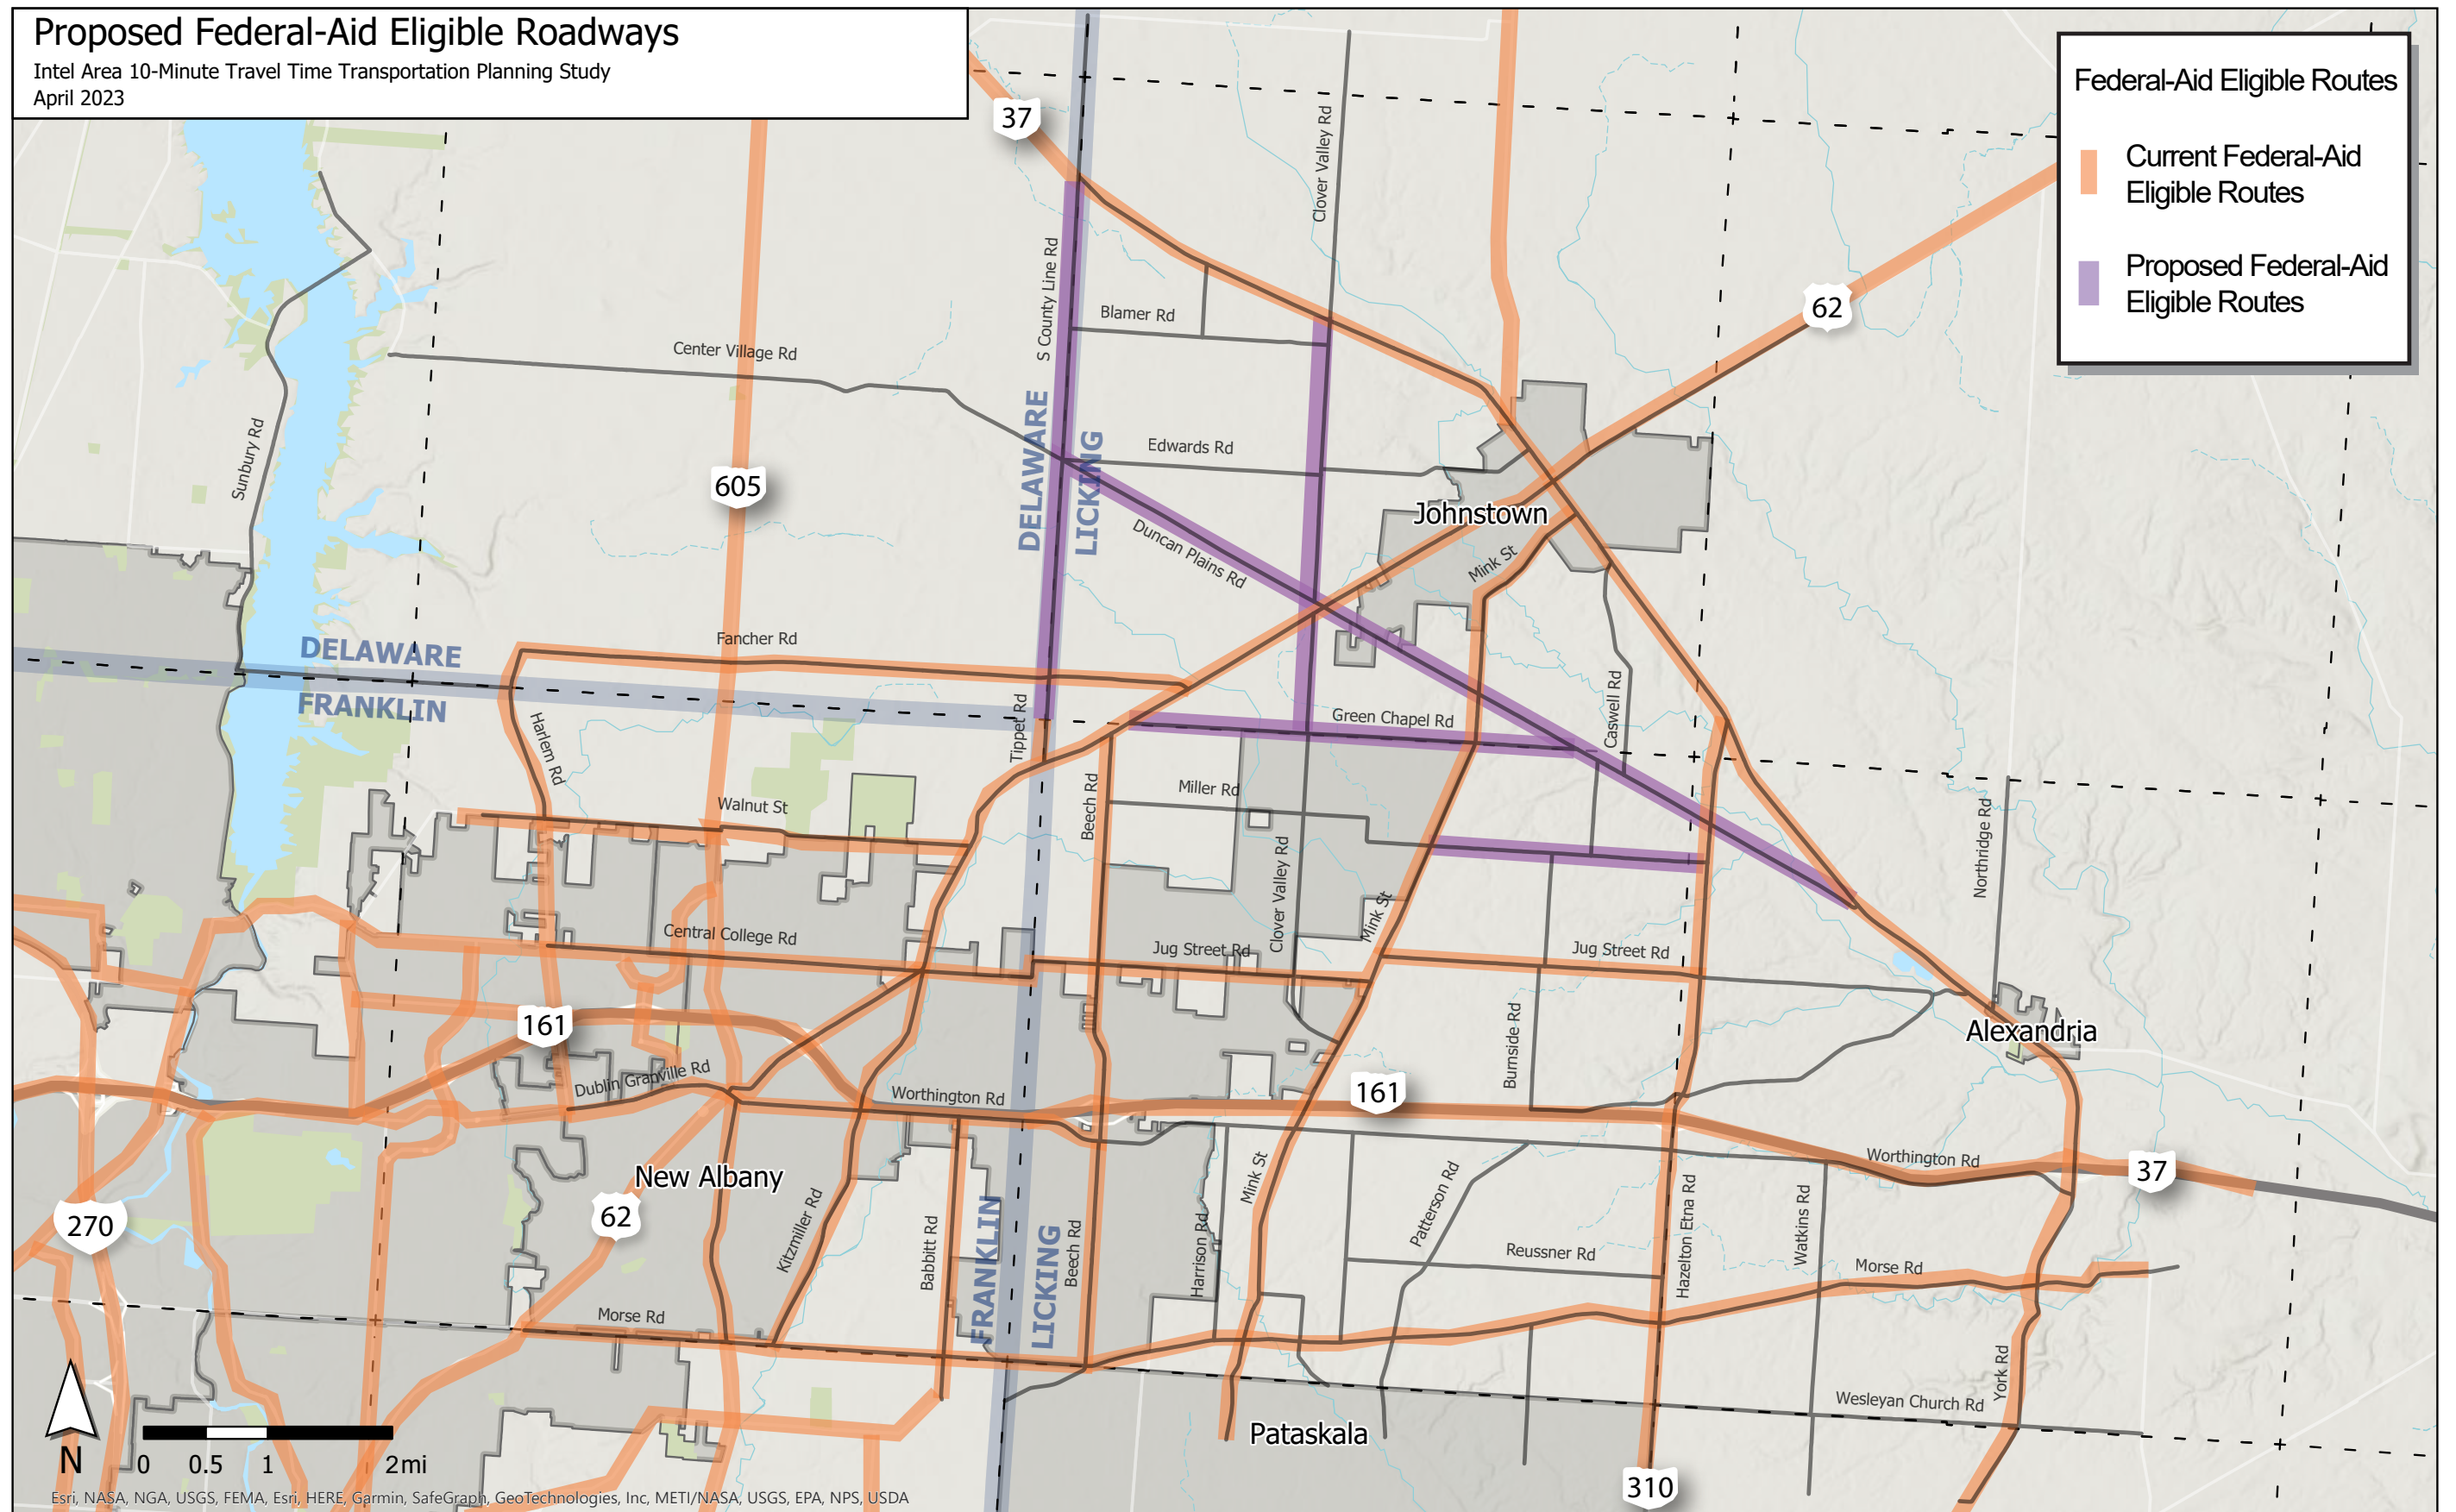 Proposed Federal-Aid Eligible Roadways
Intel Area 10-Minute Travel Time Transportation Planning Study
April 2023
Federal-Aid Eligible Routes
Current Federal-Aid
Eligible Routes
Proposed Federal-Aid
Eligible Routes
37
Clover Valley Rd
S County Line Rd
Blamer Rd
62
Center Village Rd
Sunbury Rd
DELAWARE
LICKING
Edwards Rd
605
Johnstown
Duncan Plains Rd
Mink St
Fancher Rd
DELAWARE
FRANKLIN
Harlem Rd
Tippet Rd
Green Chapel Rd
Caswell Rd
Walnut St
Beech Rd
Miller Rd
Northridge Rd
Clover Valley Rd
Mink St
Central College Rd
Jug Street Rd
Jug Street Rd
161
Burnside Rd
Alexandria
Dublin Granville Rd
Worthington Rd
161
New Albany
62
Kitzmiller Rd
Babbitt Rd
FRANKLIN
LICKING
Beech Rd
Harrison Rd
Mink St
Patterson Rd
Reussner Rd
Hazelton Etna Rd
Watkins Rd
Worthington Rd
37
Morse Rd
270
Morse Rd
York Rd
Wesleyan Church Rd
Pataskala
310
N
0 0.5 1 2mi
Esri, NASA, NGA, USGS, FEMA, Esri, HERE, Garmin, SafeGraph, GeoTechnologies, Inc, METI/NASA, USGS, EPA, NPS, USDA